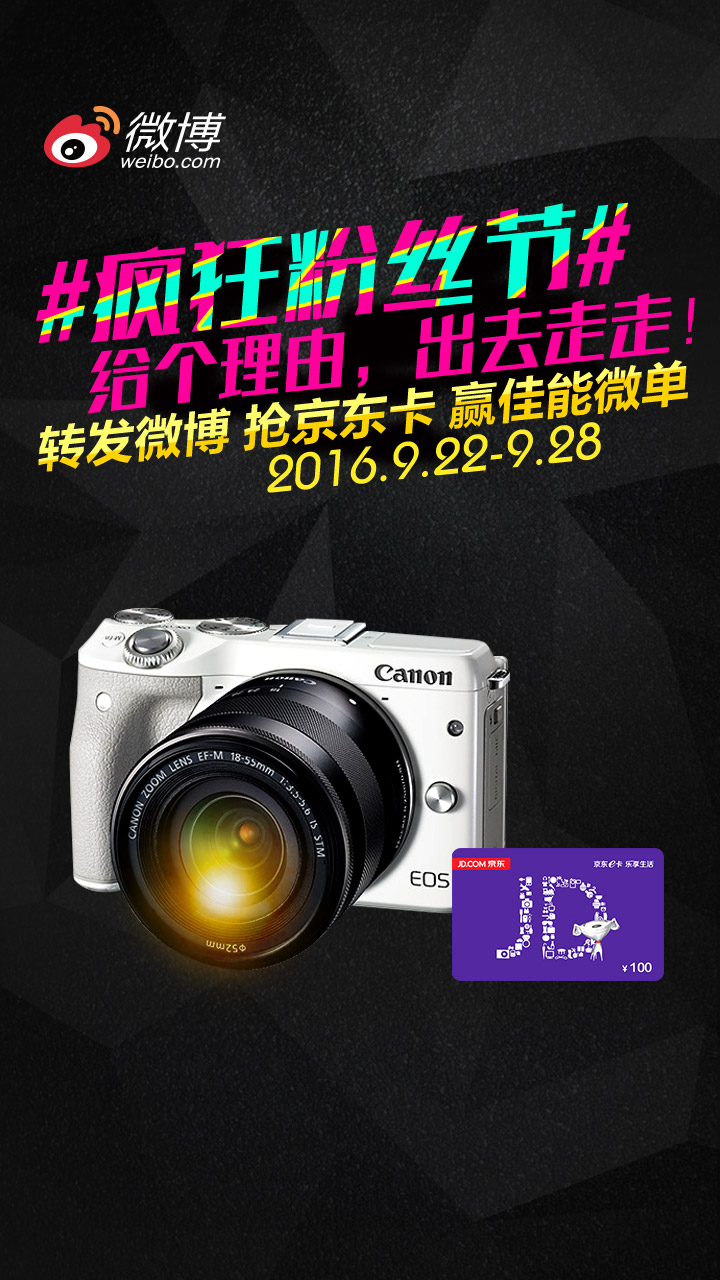 微博
weibo.com
#疯狂粉丝节#
给个理由，出去走走！
转发微博 抢京东卡 赢佳能微单
2016.9.22-9.28
M-Fn
Canon
Canon
CANON ZOOM LENS EF-M 18-55mm 1:3.5-5.6 IS STM
Φ52mm
EOS
JD.COM 京东
京东e卡 乐享生活
JD
¥100